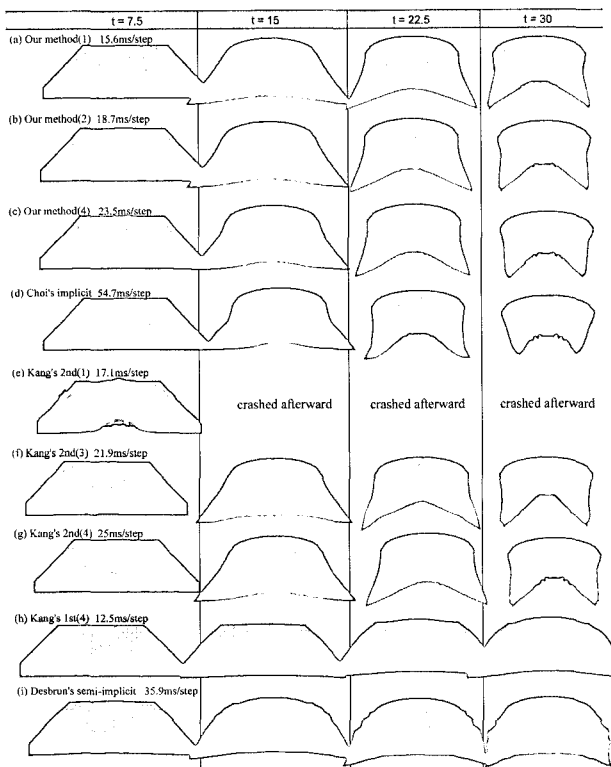 t = 7.5 t = 15 t = 22.5 t = 30
(a) Our method(1) 15.6ms/step
(b) Our method(2) 18.7ms/step
(c) Our method(4) 23.5ms/step
(d) Choi's implicit 54.7ms/step
(e) Kang's 2nd(1) 17.1ms/step
crashed afterward crashed afterward crashed afterward
(f) Kang's 2nd(3) 21.9ms/step
(g) Kang's 2nd(4) 25ms/step
(h) Kang's 1st(4) 12.5ms/step
(i) Desbrun's semi-implicit 35.9ms/step